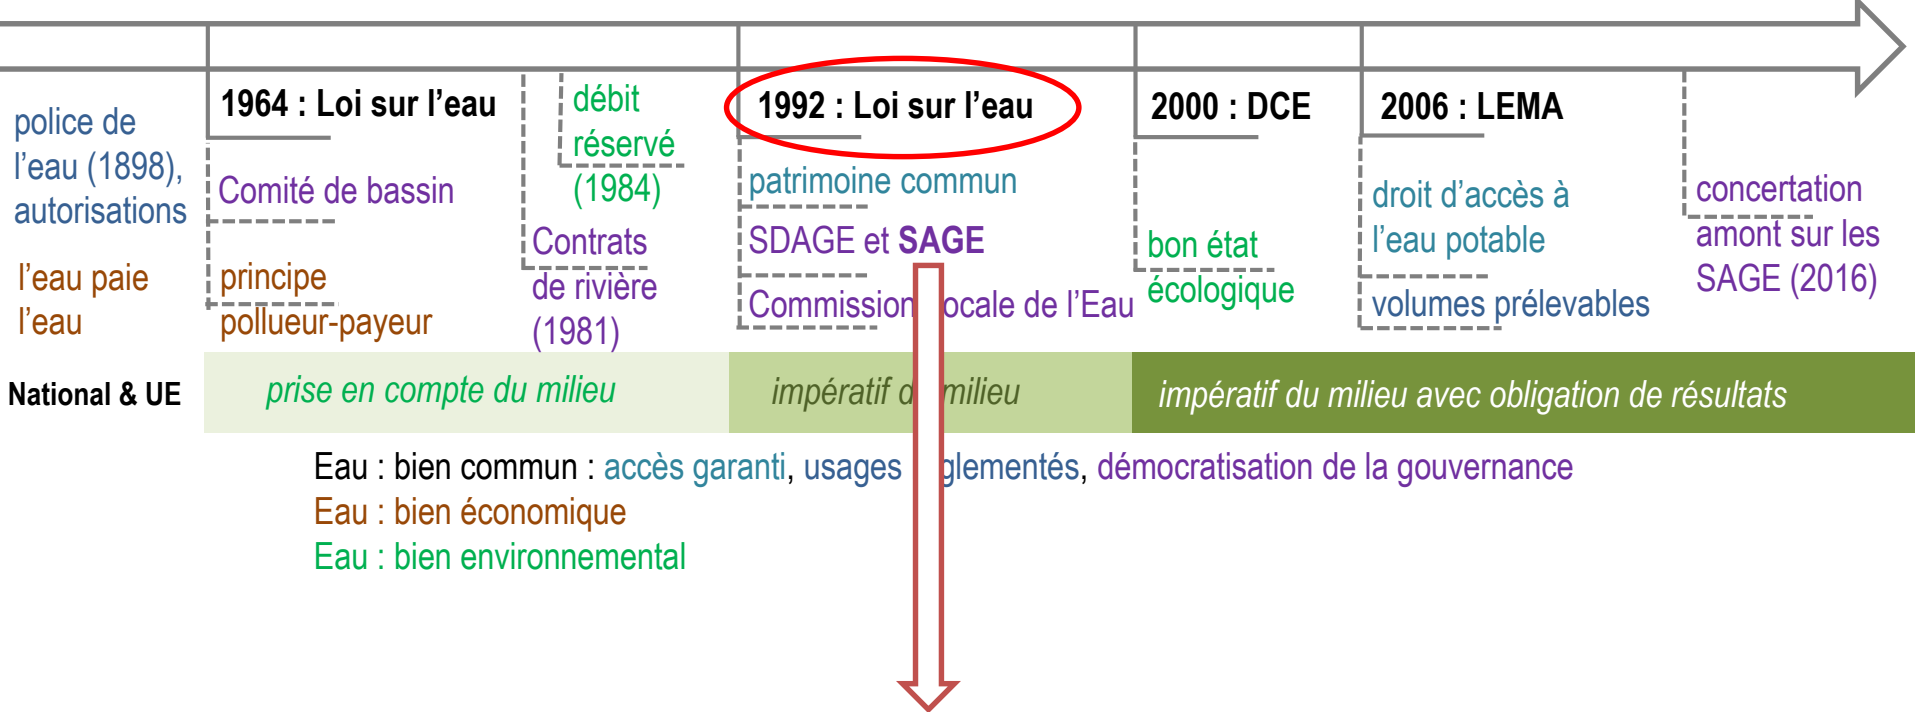 police de
l’eau (1898),
autorisations
l’eau paie
l’eau
1964 : Loi sur l’eau
Comité de bassin
principe
pollueur-payeur
débit
réservé
(1984)
Contrats
de rivière
(1981)
1992 : Loi sur l’eau
patrimoine commun
SDAGE et SAGE
Commission locale de l’Eau
2000 : DCE
bon état
écologique
2006 : LEMA
droit d’accès à
l’eau potable
volumes prélevables
concertation
amont sur les
SAGE (2016)
National & UE
prise en compte du milieu
impératif du milieu
impératif du milieu avec obligation de résultats
Eau : bien commun : accès garanti, usages réglementés, démocratisation de la gouvernance
Eau : bien économique
Eau : bien environnemental